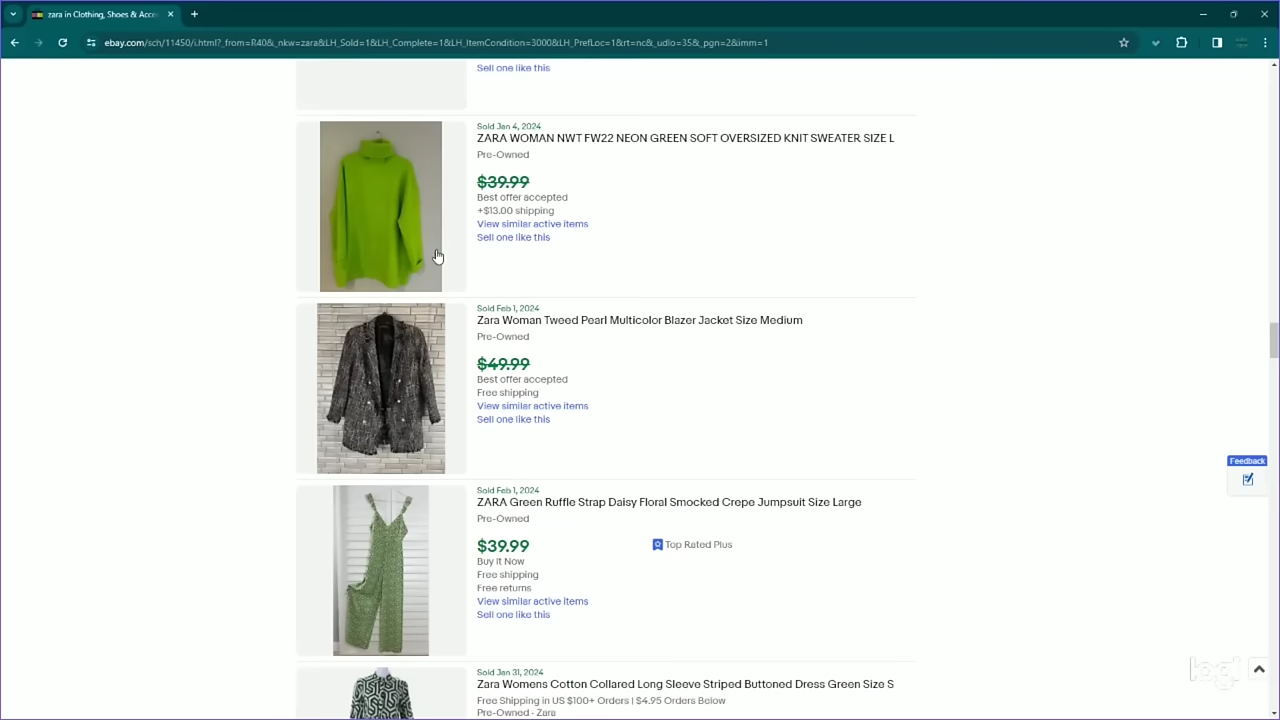 zara in Clothing, Shoes & Acce
ebay.com/sch/11450/i.html?_from=R40&_nkw=zara&LH_Sold=1&LH_Complete=1&LH_ItemCondition=3000&LH_PrefLoc=1&rt=nc&_udlo=35&_pgn=2&imm=1
Sell one like this
Sold Jan 4, 2024
ZARA WOMAN NWT FW22 NEON GREEN SOFT OVERSIZED KNIT SWEATER SIZE L
Pre-Owned
$39.99
Best offer accepted
+$13.00 shipping
View similar active items
Sell one like this
Sold Feb 1, 2024
Zara Woman Tweed Pearl Multicolor Blazer Jacket Size Medium
Pre-Owned
$49.99
Best offer accepted
Free shipping
View similar active items
Sell one like this
Feedback
Sold Feb 1, 2024
ZARA Green Ruffle Strap Daisy Floral Smocked Crepe Jumpsuit Size Large
Pre-Owned
$39.99
Top Rated Plus
Buy It Now
Free shipping
Free returns
View similar active items
Sell one like this
Sold Jan 31, 2024
Zara Womens Cotton Collared Long Sleeve Striped Buttoned Dress Green Size S
Free Shipping in US $100+ Orders | $4.95 Orders Below
Pre-Owned · Zara